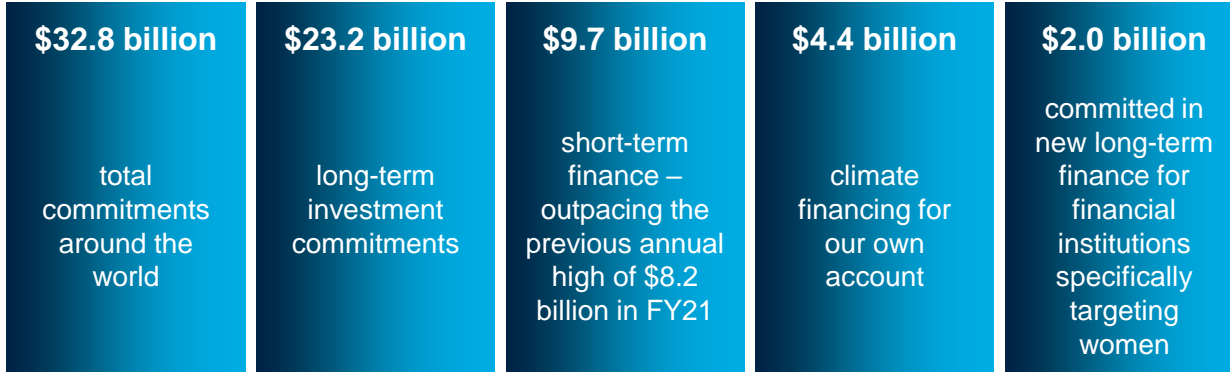 $32.8 billion
total
commitments
around the
world
$23.2 billion
long-term
investment
commitments
$9.7 billion
short-term
finance –
outpacing the
previous annual
high of $8.2
billion in FY21
$4.4 billion
climate
financing for
our own
account
$2.0 billion
committed in
new long-term
finance for
financial
institutions
specifically
targeting
women